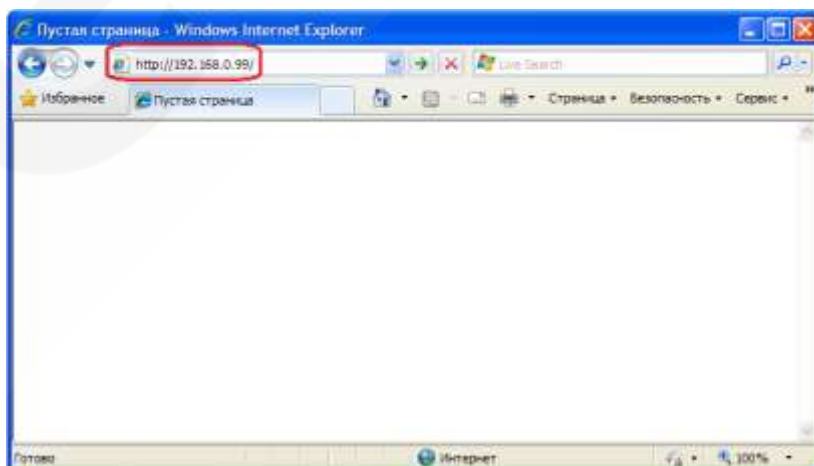 Пустая страница - Windows Internet Explorer
http://192.168.0.99/
Live Search
Избранное
Пустая страница
Страница
Безопасность
Сервис
Готово
Интернет
100%